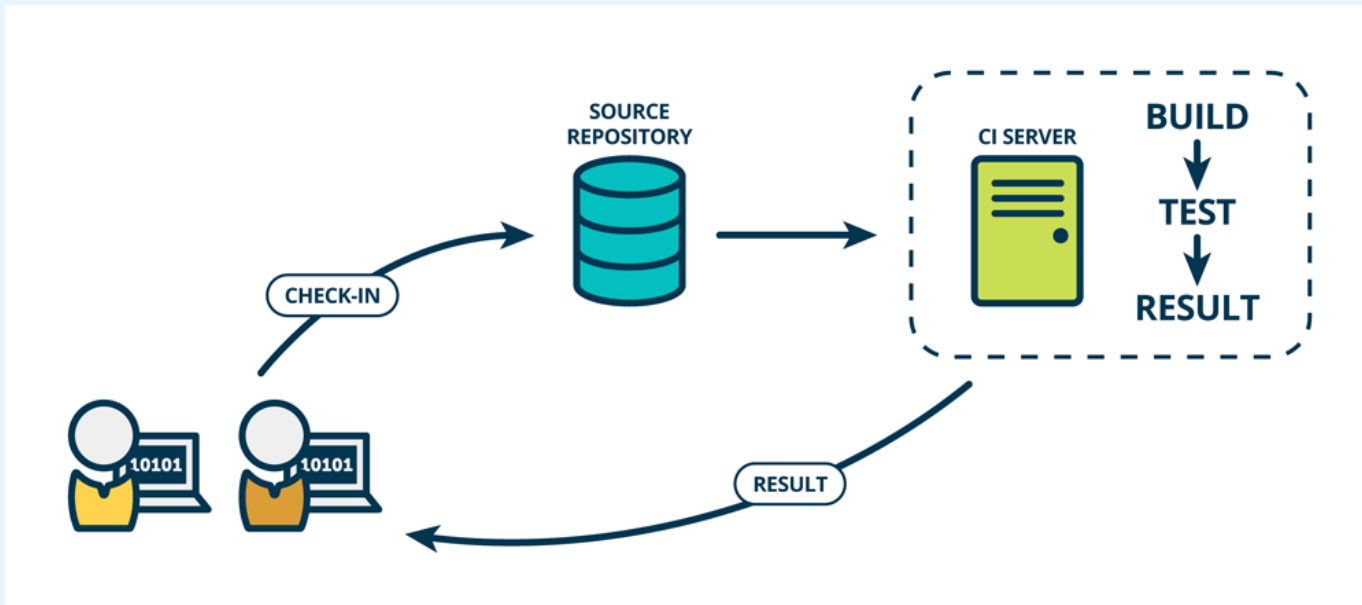 SOURCE
REPOSITORY
CI SERVER
BUILD
TEST
RESULT
CHECK-IN
10101
10101
RESULT